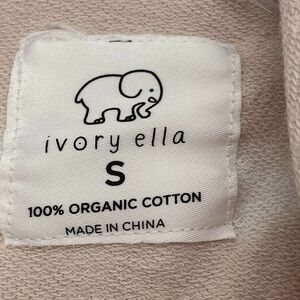 ivory ella
S
100% ORGANIC COTTON
MADE IN CHINA